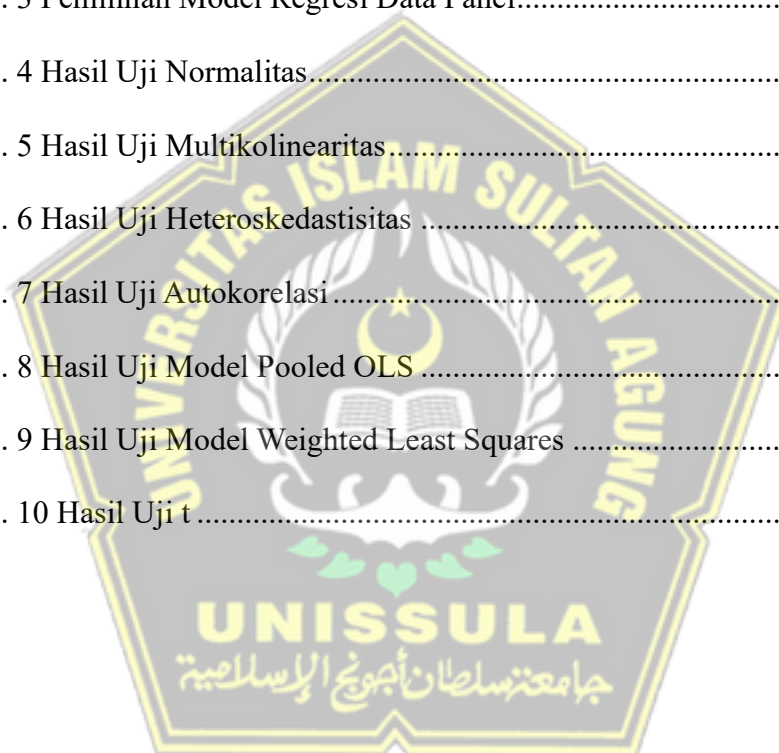 . 3 Pemilihan Model Regresi Data Panel........................
. 4 Hasil Uji Normalitas........................
. 5 Hasil Uji Multikolinearitas........................
. 6 Hasil Uji Heteroskedastisitas ........................
. 7 Hasil Uji Autokorelasi........................
. 8 Hasil Uji Model Pooled OLS ........................
. 9 Hasil Uji Model Weighted Least Squares ........................
. 10 Hasil Uji t ........................
UNIVERSITAS ISLAM SULTAN AGUNG
UNISSULA
جامعة سلطان أجونج الإسلامية